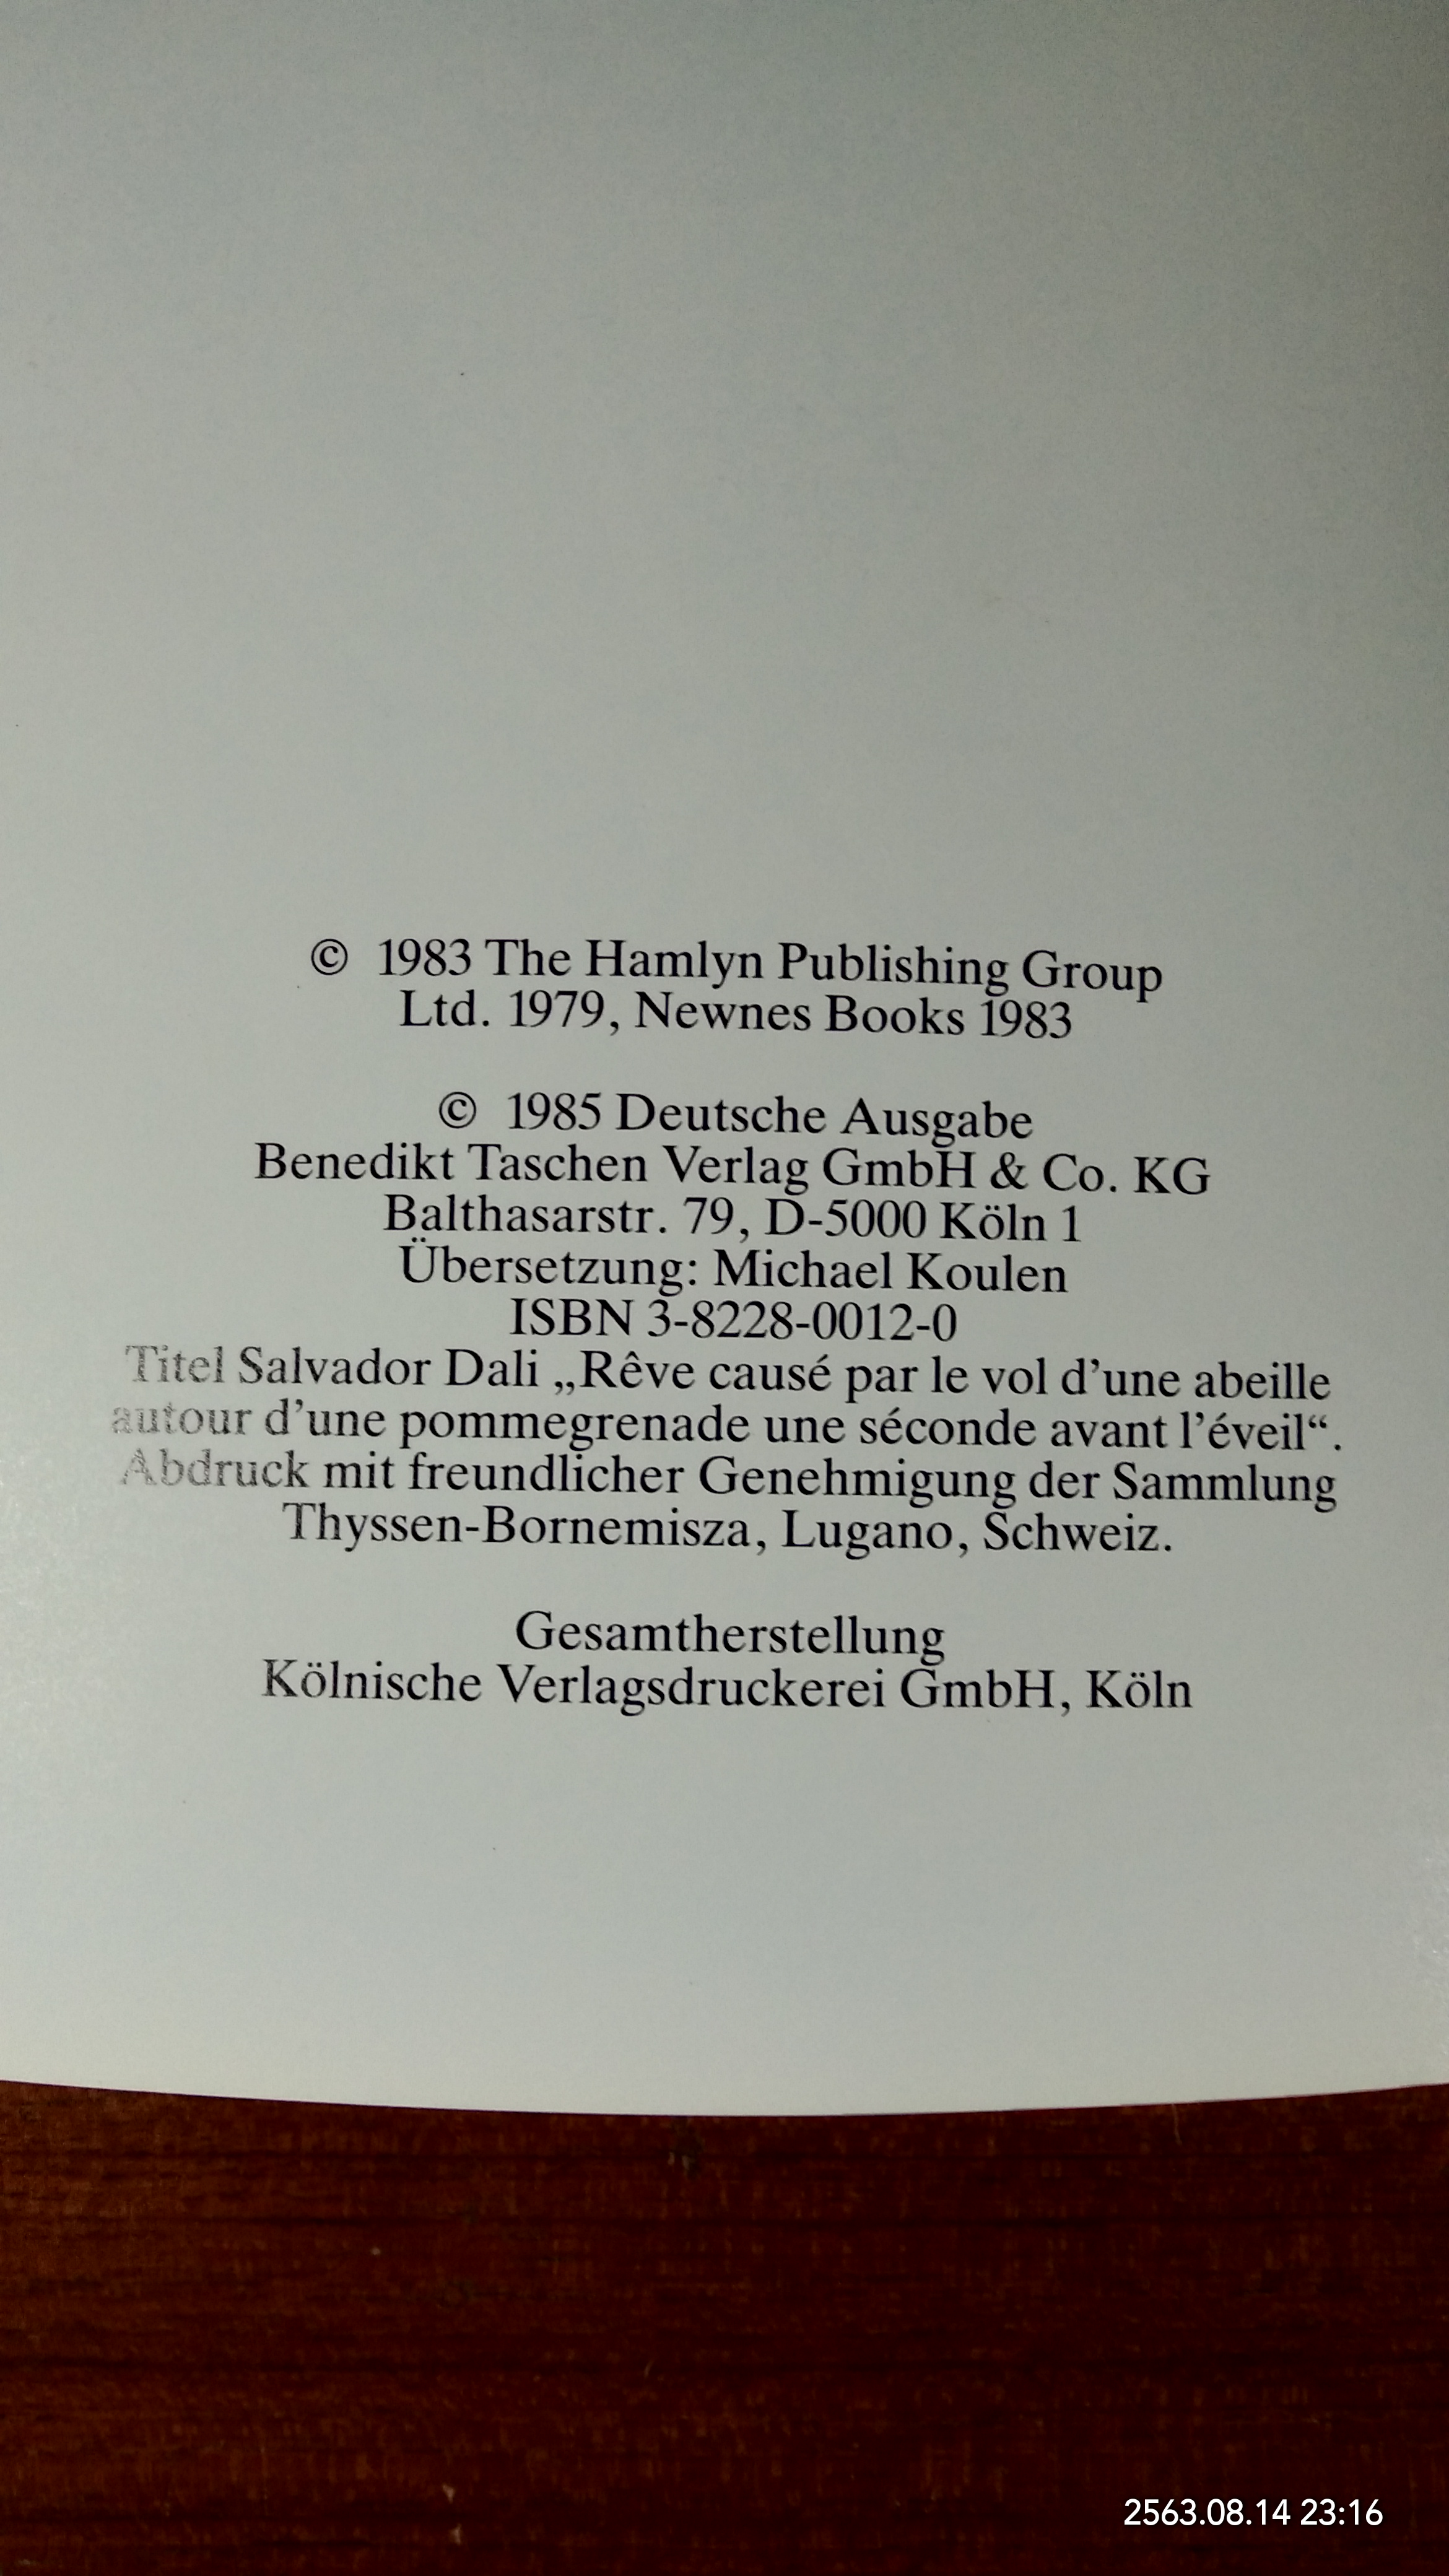 © 1983 The Hamlyn Publishing Group
Ltd. 1979, Newnes Books 1983
© 1985 Deutsche Ausgabe
Benedikt Taschen Verlag GmbH & Co. KG
Balthasarstr. 79, D-5000 Köln 1
Übersetzung: Michael Koulen
ISBN 3-8228-0012-0
Titel Salvador Dali „Rêve causé par le vol d’une abeille
autour d’une pommegrenade une séconde avant l’éveil“.
Abdruck mit freundlicher Genehmigung der Sammlung
Thyssen-Bornemisza, Lugano, Schweiz.
Gesamtherstellung
Kölnische Verlagsdruckerei GmbH, Köln
2563.08.14 23:16